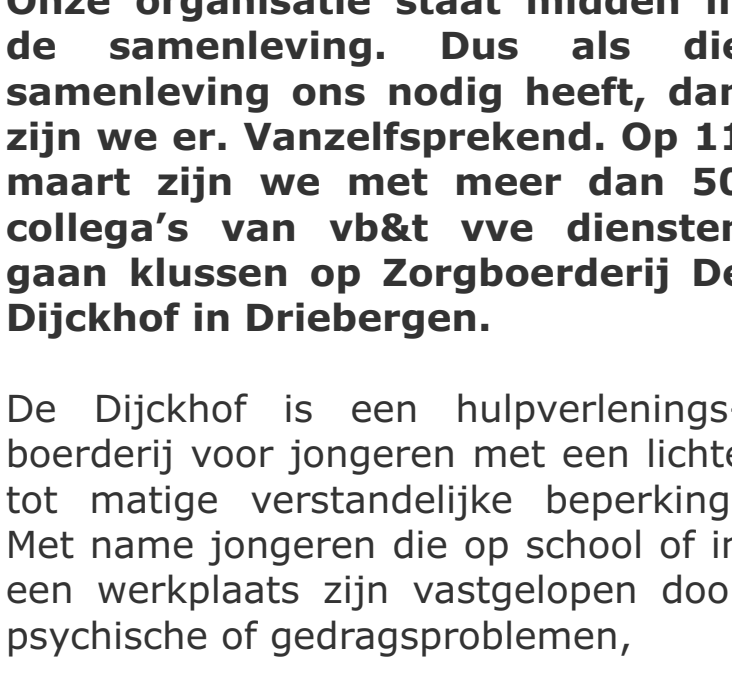 Onze organisatie staat midden in
de samenleving. Dus als die
samenleving ons nodig heeft, dan
zijn we er. Vanzelfsprekend. Op 11
maart zijn we met meer dan 50
collega’s van vb&t vve diensten
gaan klussen op Zorgboerderij De
Dijckhof in Driebergen.
De Dijckhof is een hulpverlenings-
boerderij voor jongeren met een lichte
tot matige verstandelijke beperking.
Met name jongeren die op school of in
een werkplaats zijn vastgelopen door
psychische of gedragsproblemen,